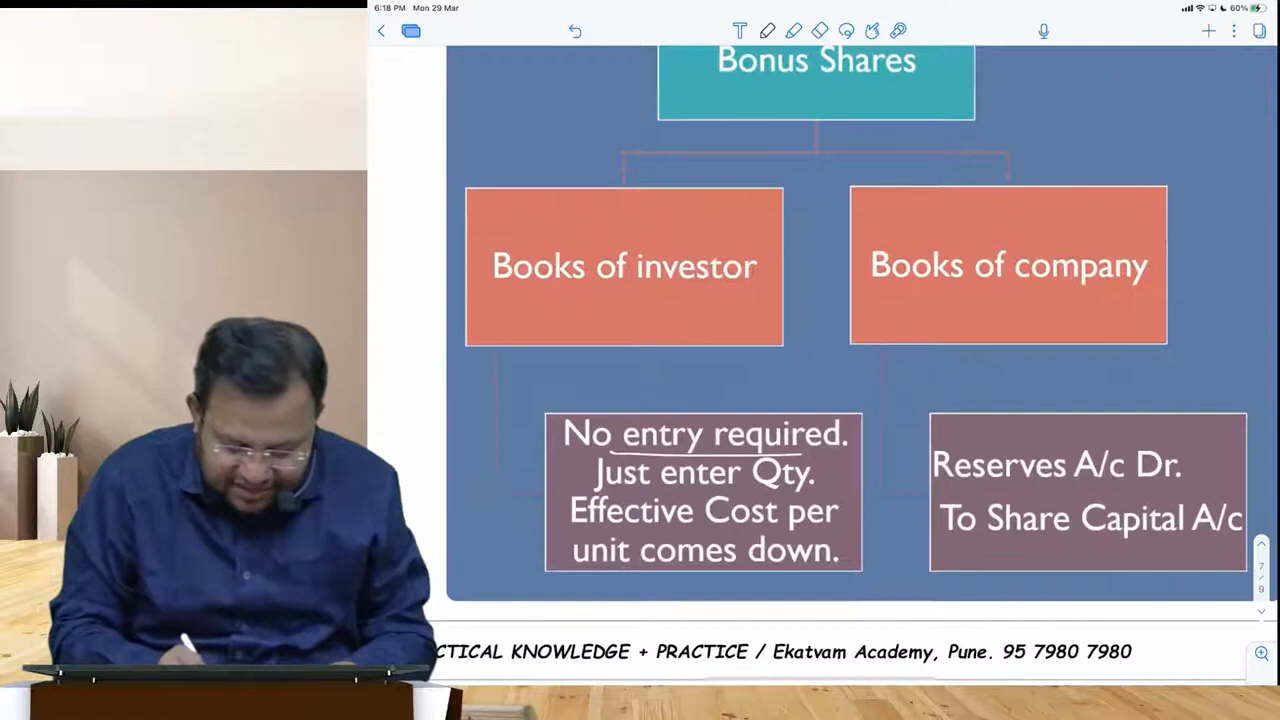 6:18 PM Mon 29 Mar
60%
T
Bonus Shares
Books of investor
Books of company
No entry required.
Just enter Qty.
Effective Cost per
unit comes down.
Reserves A/c Dr.
To Share Capital A/c
7
9
CTICAL KNOWLEDGE + PRACTICE / Ekatvam Academy, Pune. 95 7980 7980